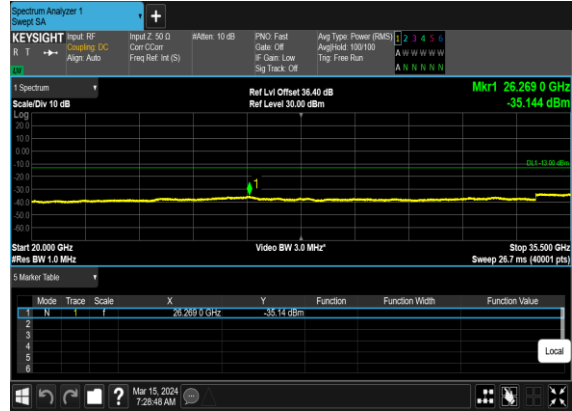 Spectrum Analyzer 1
Swept SA
KEYSIGHT Input: RF Input Z: 50 Ω #Atten: 10 dB PNO: Fast Avg Type: Power (RMS) 1 2 3 4 5 6
R T Coupling: DC Corr CCorr Gate: Off Avg|Hold: 100/100 A W W W W W
Align: Auto Freq Ref: Int (S) IF Gain: Low Trig: Free Run
Sig Track: Off A N N N N N
LW
1 Spectrum Ref Lvl Offset 36.40 dB Mkr1 26.269 0 GHz
Scale/Div 10 dB Ref Level 30.00 dBm -35.144 dBm
Log
20.0
10.0
0.00
-10.0 DL1 -13.00 dBm
-20.0
-30.0 1
-40.0
-50.0
-60.0
Start 20.000 GHz Video BW 3.0 MHz* Stop 35.500 GHz
#Res BW 1.0 MHz Sweep 26.7 ms (40001 pts)
5 Marker Table
Mode Trace Scale X Y Function Function Width Function Value
1 N 1 f 26.269 0 GHz -35.14 dBm
2
3
4
5
6
Local
? Mar 15, 2024
7:28:48 AM